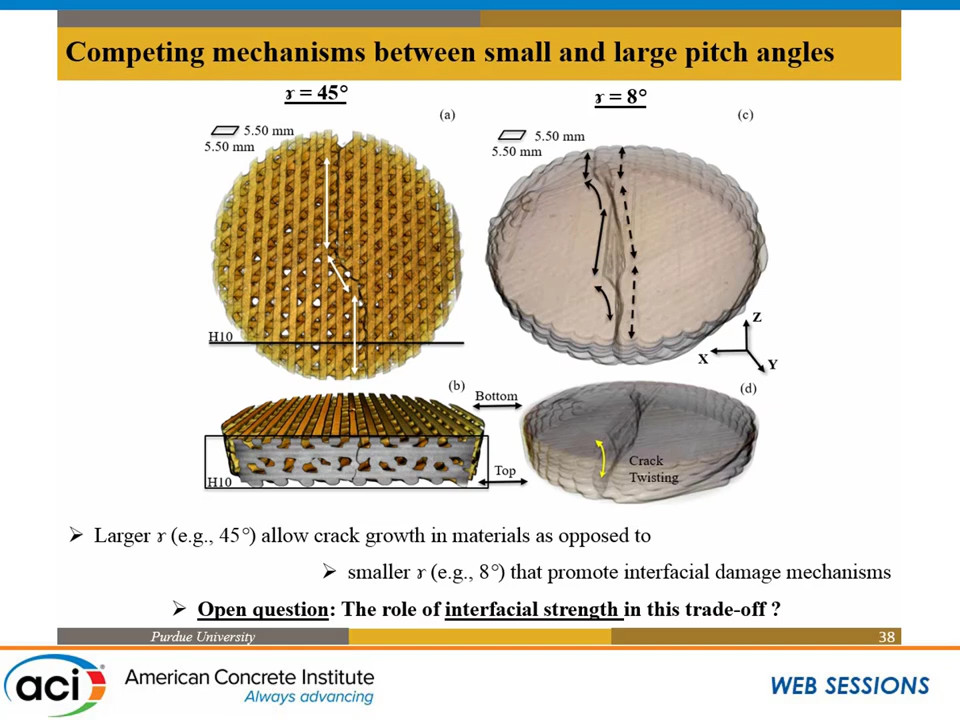 Competing mechanisms between small and large pitch angles
ɤ = 45°
ɤ = 8°
(a)
(c)
5.50 mm
5.50 mm
5.50 mm
5.50 mm
H10
Z
X
Y
(b)
(d)
Bottom
Crack
Twisting
Top
H10
➢ Larger ɤ (e.g., 45°) allow crack growth in materials as opposed to
➢ smaller ɤ (e.g., 8°) that promote interfacial damage mechanisms
➢ Open question: The role of interfacial strength in this trade-off ?
Purdue University
38
aci
American Concrete Institute
Always advancing
WEB SESSIONS